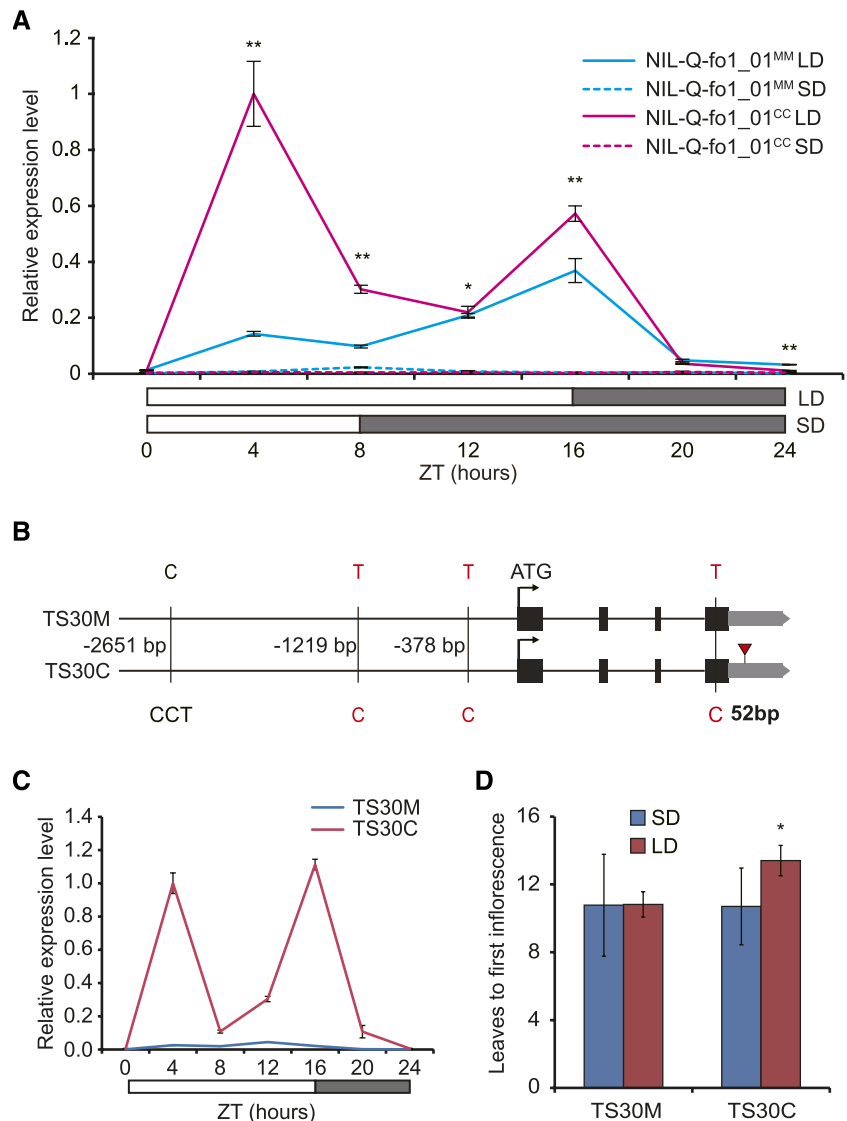 A
Relative expression level
1.2
1
0.8
0.6
0.4
0.2
0
**
**
*
**
**
NIL-Q-fo1_01ᴹᴹ LD
NIL-Q-fo1_01ᴹᴹ SD
NIL-Q-fo1_01ᶜᶜ LD
NIL-Q-fo1_01ᶜᶜ SD
LD
SD
0 4 8 12 16 20 24
ZT (hours)
B
C T T ATG T
TS30M
-2651 bp -1219 bp -378 bp
TS30C
CCT C C C 52bp
C
Relative expression level
1.4
1.2
1.0
0.8
0.6
0.4
0.2
0.0
TS30M
TS30C
0 4 8 12 16 20 24
ZT (hours)
D
Leaves to first inflorescence
16
12
8
4
0
SD
LD
*
TS30M TS30C